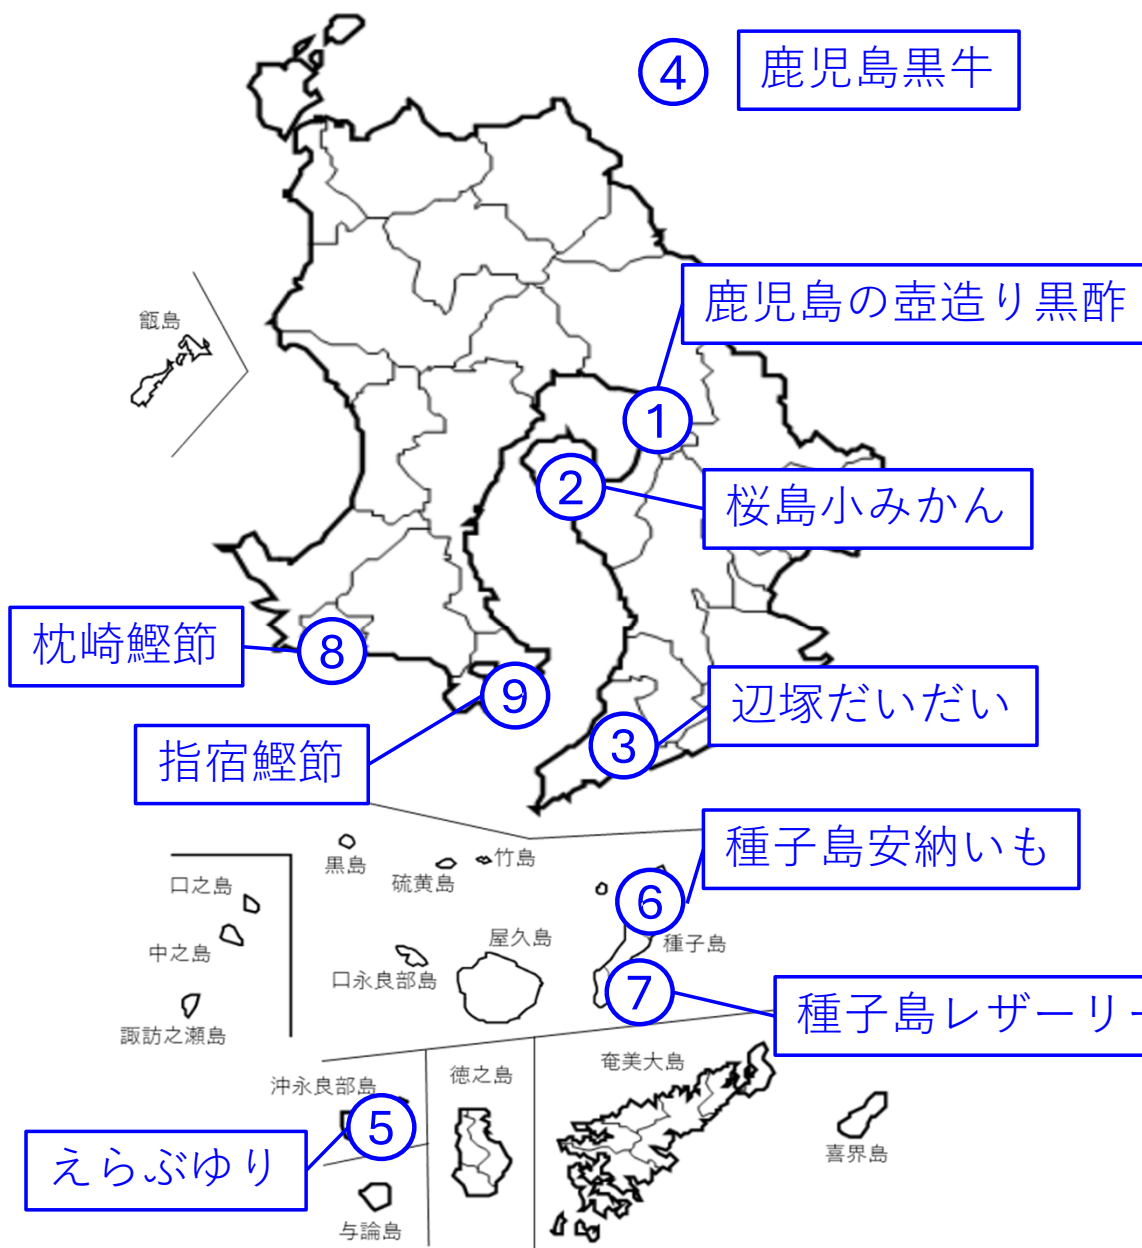 ④ 鹿児島黒牛
鹿児島の壺造り黒酢
甑島
①
②
桜島小みかん
枕崎鰹節
⑧
⑨
辺塚だいだい
指宿鰹節
③
種子島安納いも
黒島
竹島
硫黄島
口之島
⑥
屋久島
種子島
中之島
口永良部島
⑦
種子島レザーリー
諏訪之瀬島
奄美大島
徳之島
沖永良部島
⑤
えらぶゆり
喜界島
与論島